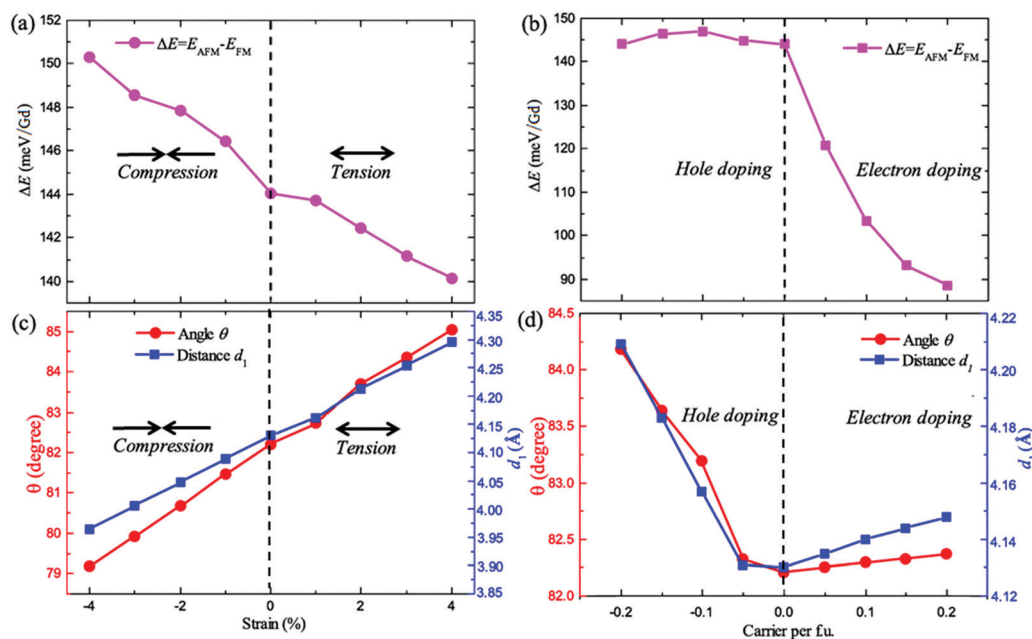 (a)
152
150
148
146
144
142
140
ΔE (meV/Gd)
ΔE=E_AFM-E_FM
Compression
Tension
(b)
150
140
130
120
110
100
90
ΔE (meV/Gd)
ΔE=E_AFM-E_FM
Hole doping
Electron doping
(c)
85
84
83
82
81
80
79
θ (degree)
Angle θ
Distance d₁
Compression
Tension
4.35
4.30
4.25
4.20
4.15
4.10
4.05
4.00
3.95
3.90
3.85
d₁ (Å)
-4 -2 0 2 4
Strain (%)
(d)
84.5
84.0
83.5
83.0
82.5
82.0
θ (degree)
Angle θ
Distance d₁
Hole doping
Electron doping
4.22
4.20
4.18
4.16
4.14
4.12
(Å)
-0.2 -0.1 0.0 0.1 0.2
Carrier per f.u.